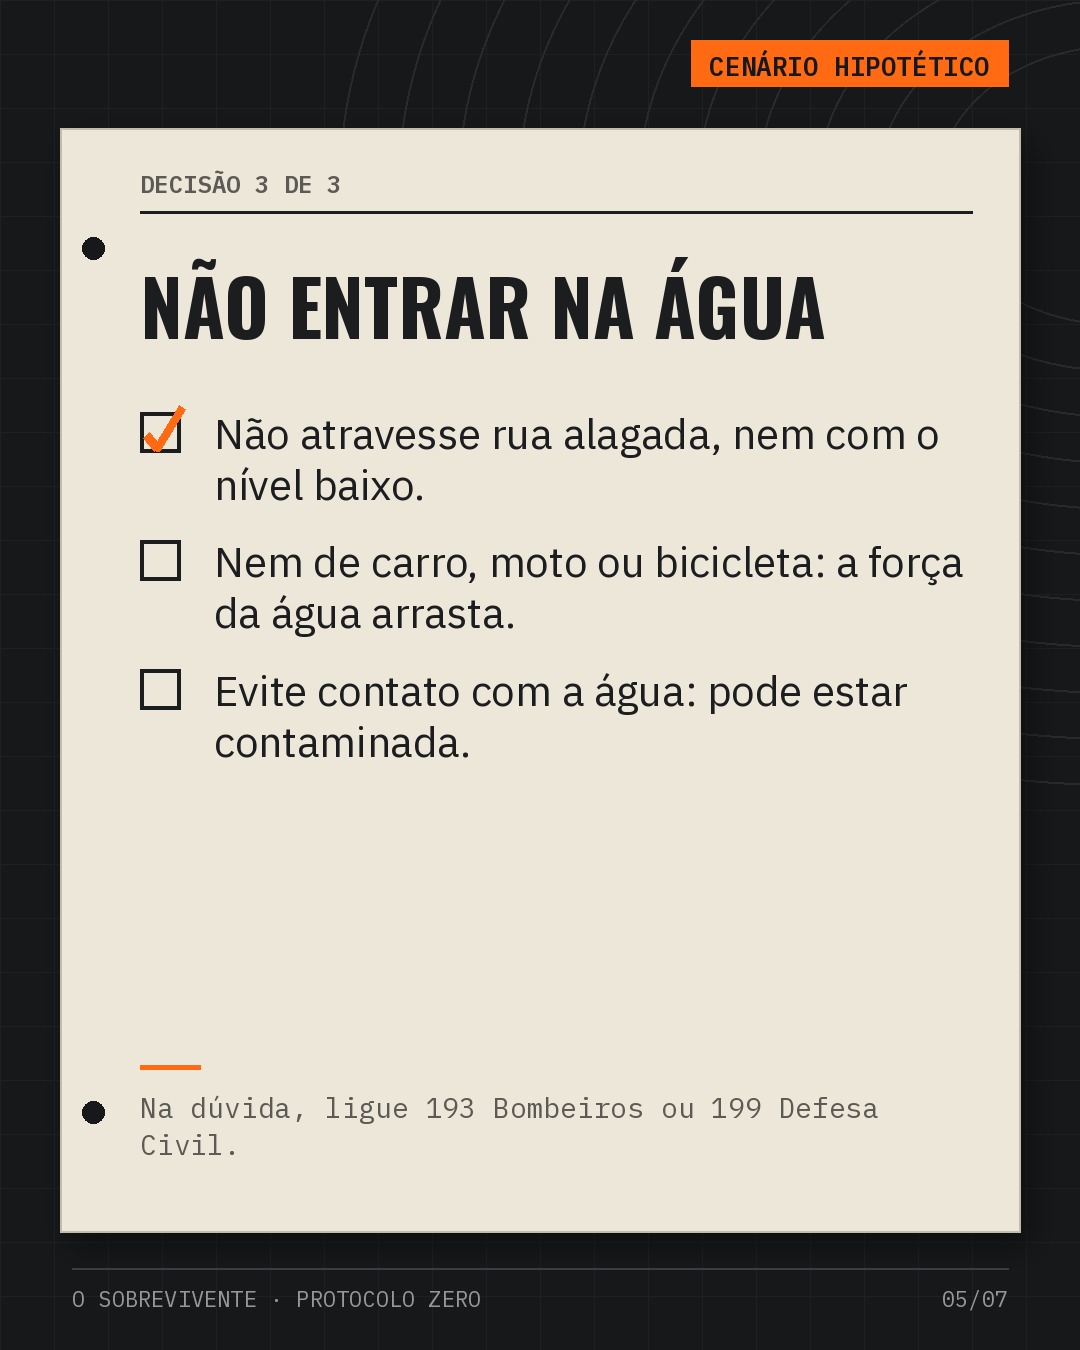 CENÁRIO HIPOTÉTICO
DECISÃO 3 DE 3
NÃO ENTRAR NA ÁGUA
Não atravesse rua alagada, nem com o
nível baixo.
Nem de carro, moto ou bicicleta: a força
da água arrasta.
Evite contato com a água: pode estar
contaminada.
Na dúvida, ligue 193 Bombeiros ou 199 Defesa
Civil.
O SOBREVIVENTE · PROTOCOLO ZERO
05/07